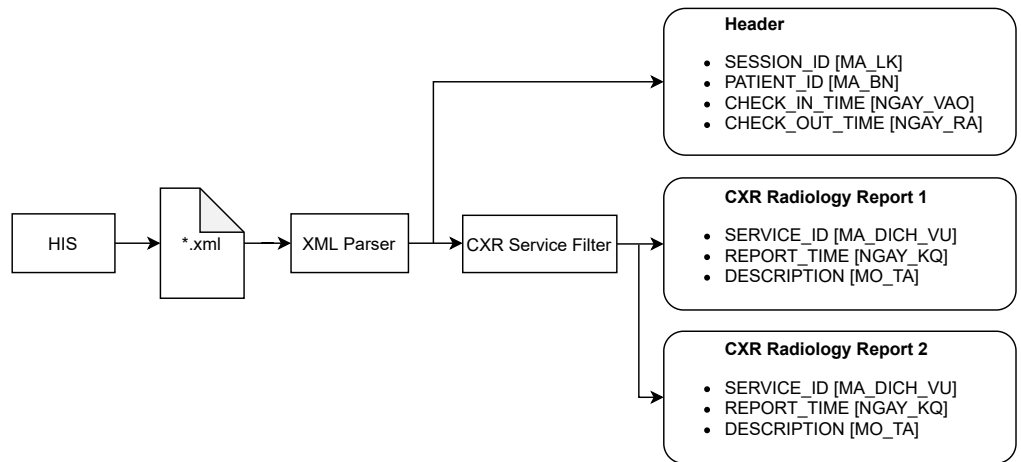 Header
• SESSION_ID [MA_LK]
• PATIENT_ID [MA_BN]
• CHECK_IN_TIME [NGAY_VAO]
• CHECK_OUT_TIME [NGAY_RA]
HIS
*.xml
XML Parser
CXR Service Filter
CXR Radiology Report 1
• SERVICE_ID [MA_DICH_VU]
• REPORT_TIME [NGAY_KQ]
• DESCRIPTION [MO_TA]
CXR Radiology Report 2
• SERVICE_ID [MA_DICH_VU]
• REPORT_TIME [NGAY_KQ]
• DESCRIPTION [MO_TA]